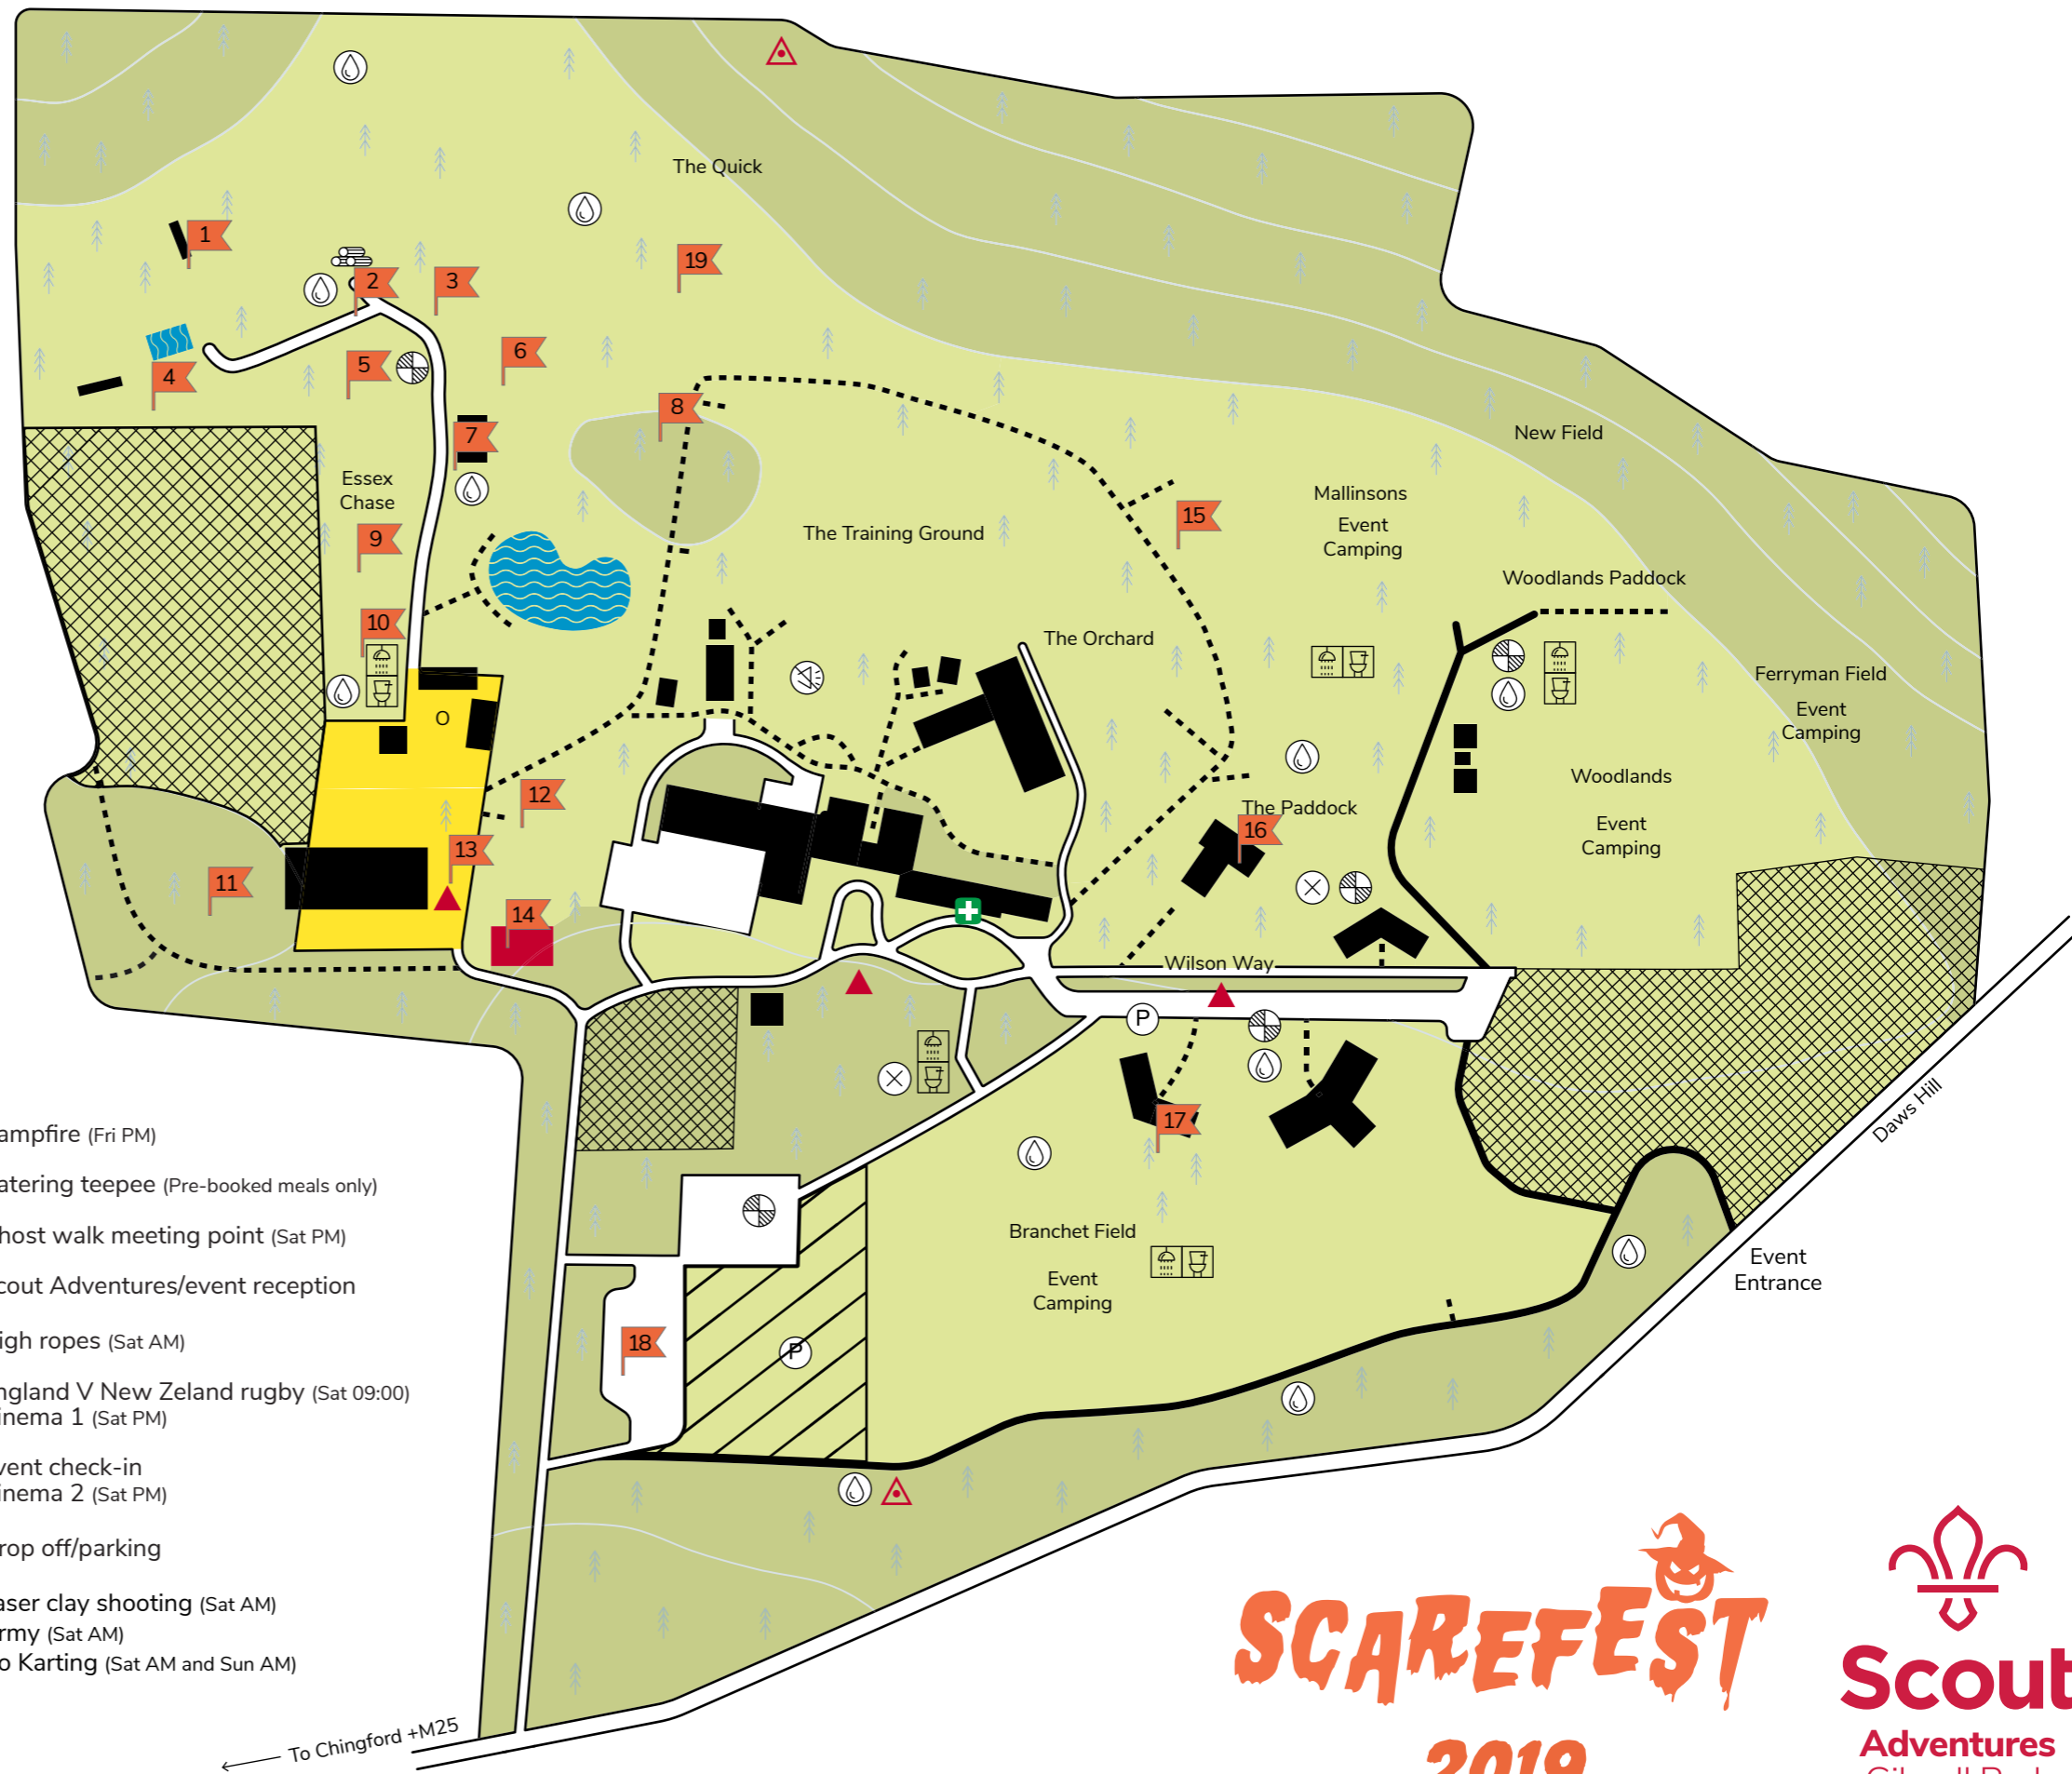 The Quick
1
19
2
3
6
5
4
8
7
New Field
Essex
Chase
Mallinsons
15
Event
Camping
The Training Ground
9
Woodlands Paddock
10
The Orchard
Ferryman Field
Event
Camping
O
Woodlands
12
The Paddock
16
Event
Camping
13
11
14
Wilson Way
P
Daws Hill
17
Branchet Field
Event
Camping
Event
Entrance
18
P
ampfire (Fri PM)
atering teepee (Pre-booked meals only)
host walk meeting point (Sat PM)
cout Adventures/event reception
igh ropes (Sat AM)
ngland V New Zeland rugby (Sat 09:00)
inema 1 (Sat PM)
vent check-in
inema 2 (Sat PM)
rop off/parking
aser clay shooting (Sat AM)
rmy (Sat AM)
o Karting (Sat AM and Sun AM)
To Chingford +M25
SCAREFEST
2019
Scout
Adventures